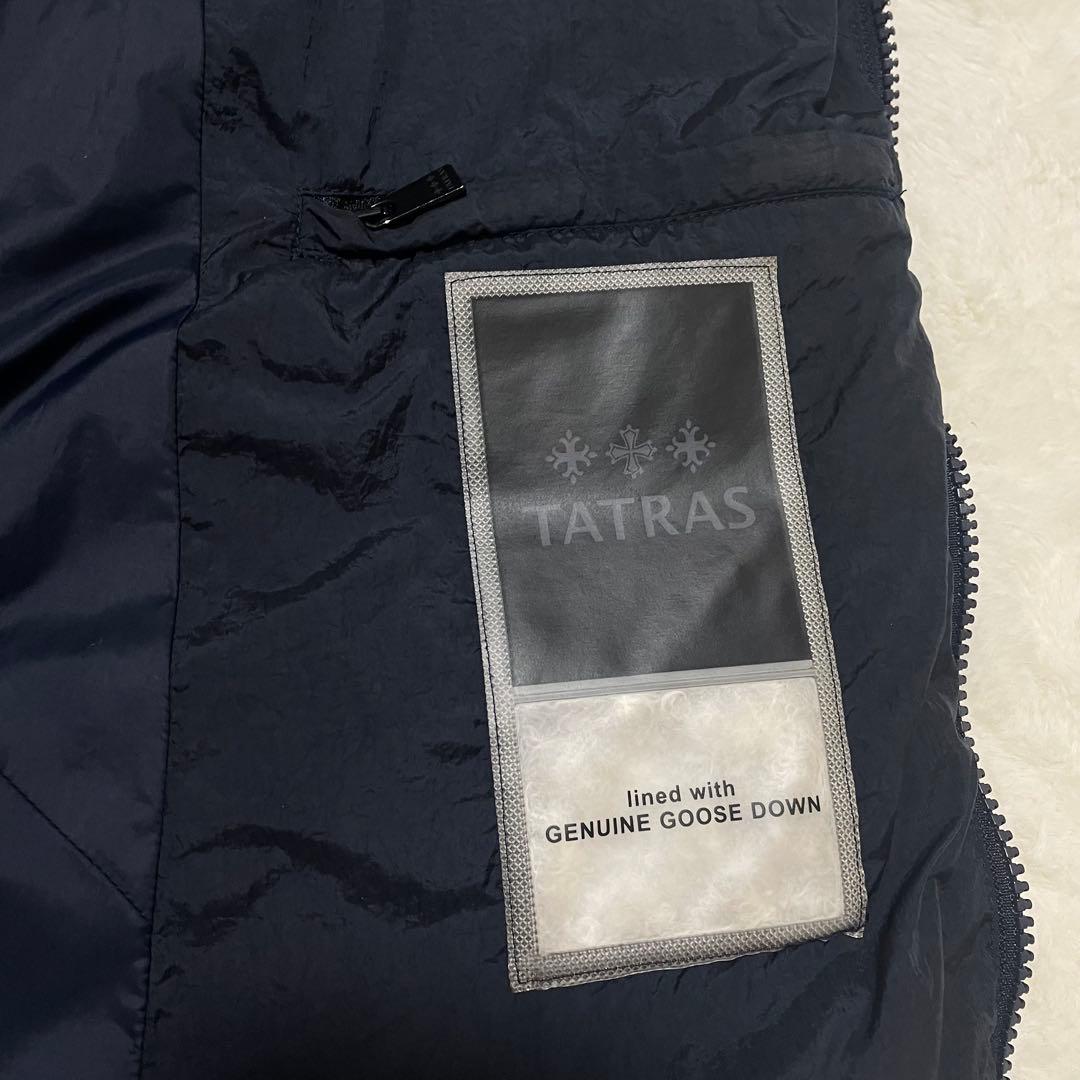 TATRAS
lined with
GENUINE GOOSE DOWN